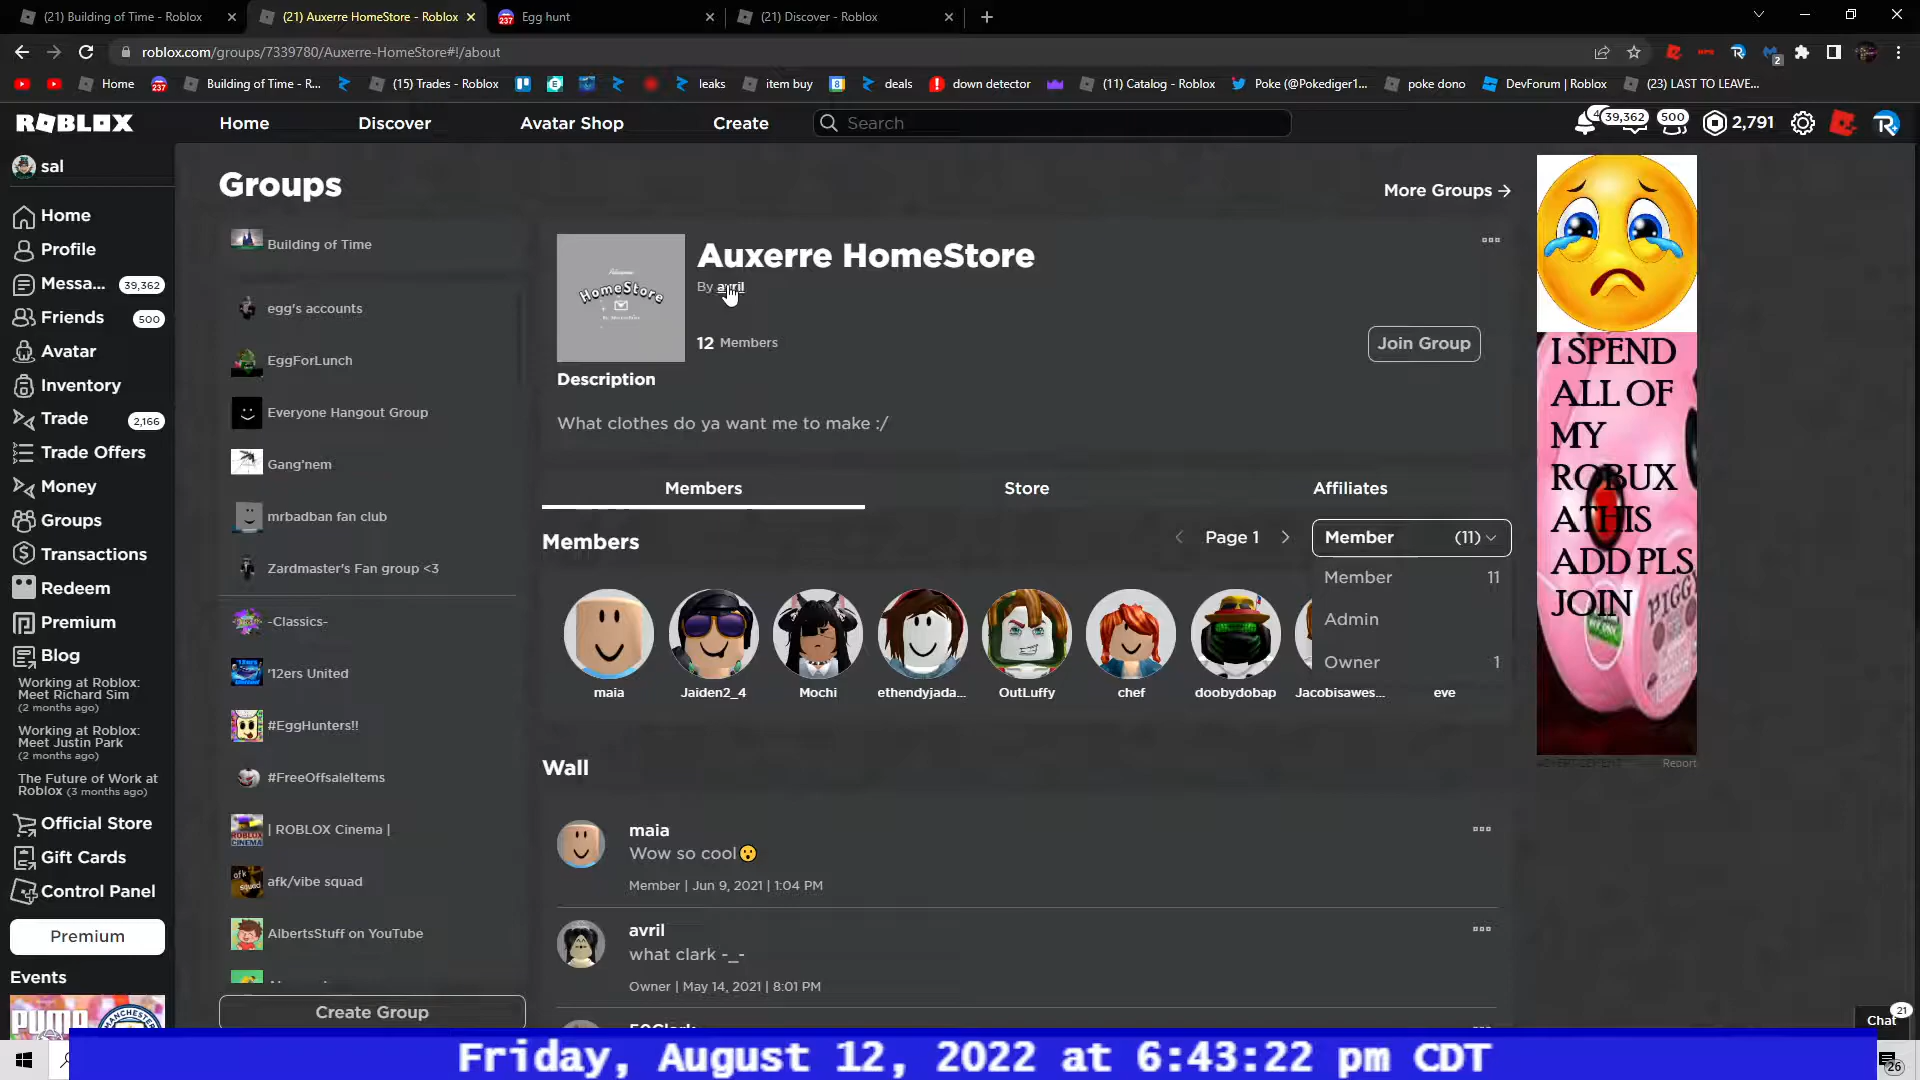 (21) Building of Time - Roblox
(21) Auxerre HomeStore - Roblox
237 Egg hunt
(21) Discover - Roblox
roblox.com/groups/7339780/Auxerre-HomeStore#!/about
2
Home
237
Building of Time - R...
(15) Trades - Roblox
leaks
item buy
8
deals
down detector
(11) Catalog - Roblox
Poke (@Pokediger1...
poke dono
DevForum | Roblox
(23) LAST TO LEAVE...
ROBLOX
Home
Discover
Avatar Shop
Create
Search
39,362
500
2,791
sal
Home
Profile
Messa... 39,362
Friends 500
Avatar
Inventory
Trade 2,166
Trade Offers
Money
Groups
Transactions
Redeem
Premium
Blog
Working at Roblox:
Meet Richard Sim
(2 months ago)
Working at Roblox:
Meet Justin Park
(2 months ago)
The Future of Work at
Roblox (3 months ago)
Official Store
Gift Cards
Control Panel
Premium
Events
PUMA
MANCHESTER
Groups
More Groups →
Building of Time
egg's accounts
EggForLunch
Everyone Hangout Group
Gang'nem
mrbadban fan club
Zardmaster's Fan group <3
-Classics-
'12ers United
#EggHunters!!
#FreeOffsaleItems
| ROBLOX Cinema |
afk/vibe squad
AlbertsStuff on YouTube
Create Group
HomeStore
Auxerre HomeStore
By avril
12 Members
Join Group
Description
What clothes do ya want me to make :/
Members
Store
Affiliates
Members
Page 1
Member (11)
Member 11
Admin
Owner 1
maia
Jaiden2_4
Mochi
ethendyjada...
OutLuffy
chef
doobydobap
Jacobisawes...
eve
Wall
maia
Wow so cool😮
Member | Jun 9, 2021 | 1:04 PM
avril
what clark -_-
Owner | May 14, 2021 | 8:01 PM
I SPEND
ALL OF
MY
ROBUX
ATHIS
ADD PLS
JOIN
PIGGY
ADVERTISEMENT
Report
Chat 21
Friday, August 12, 2022 at 6:43:22 pm CDT
26